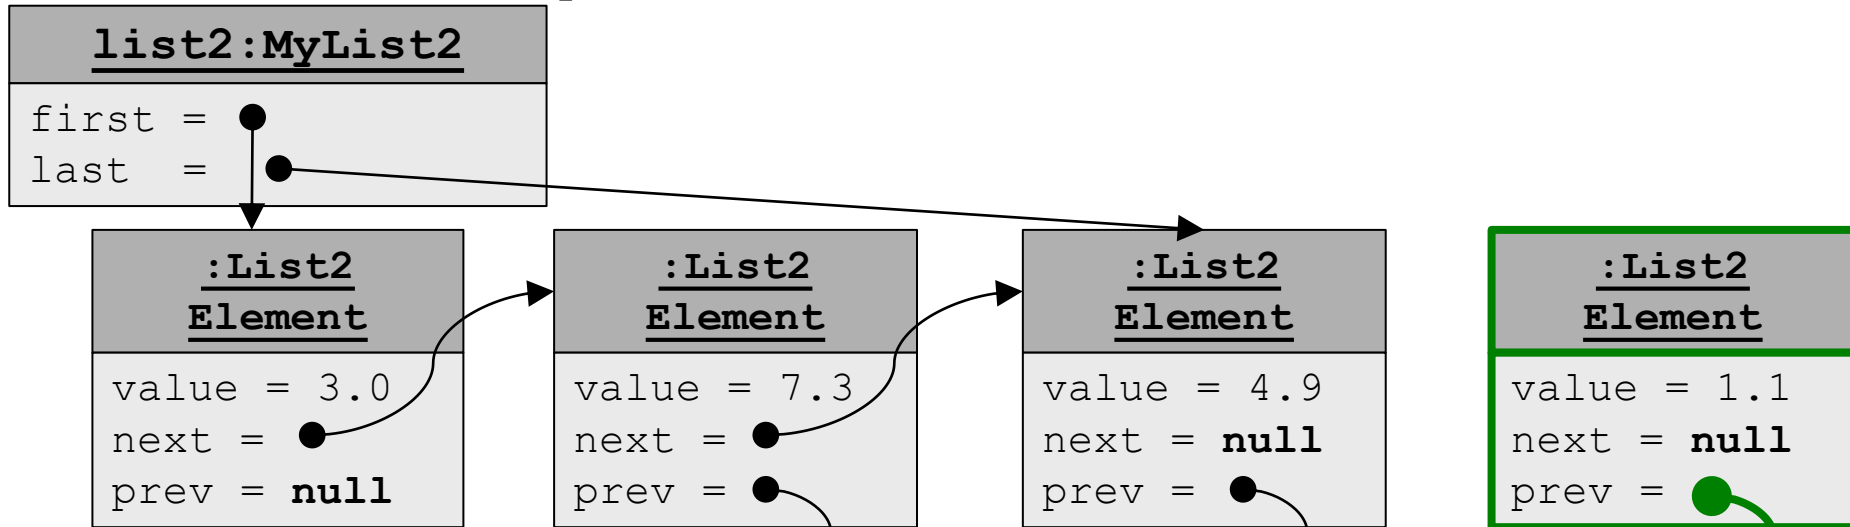 list2:MyList2
first =
last =
:List2
Element
value = 3.0
next =
prev = null
:List2
Element
value = 7.3
next =
prev =
:List2
Element
value = 4.9
next = null
prev =
:List2
Element
value = 1.1
next = null
prev =